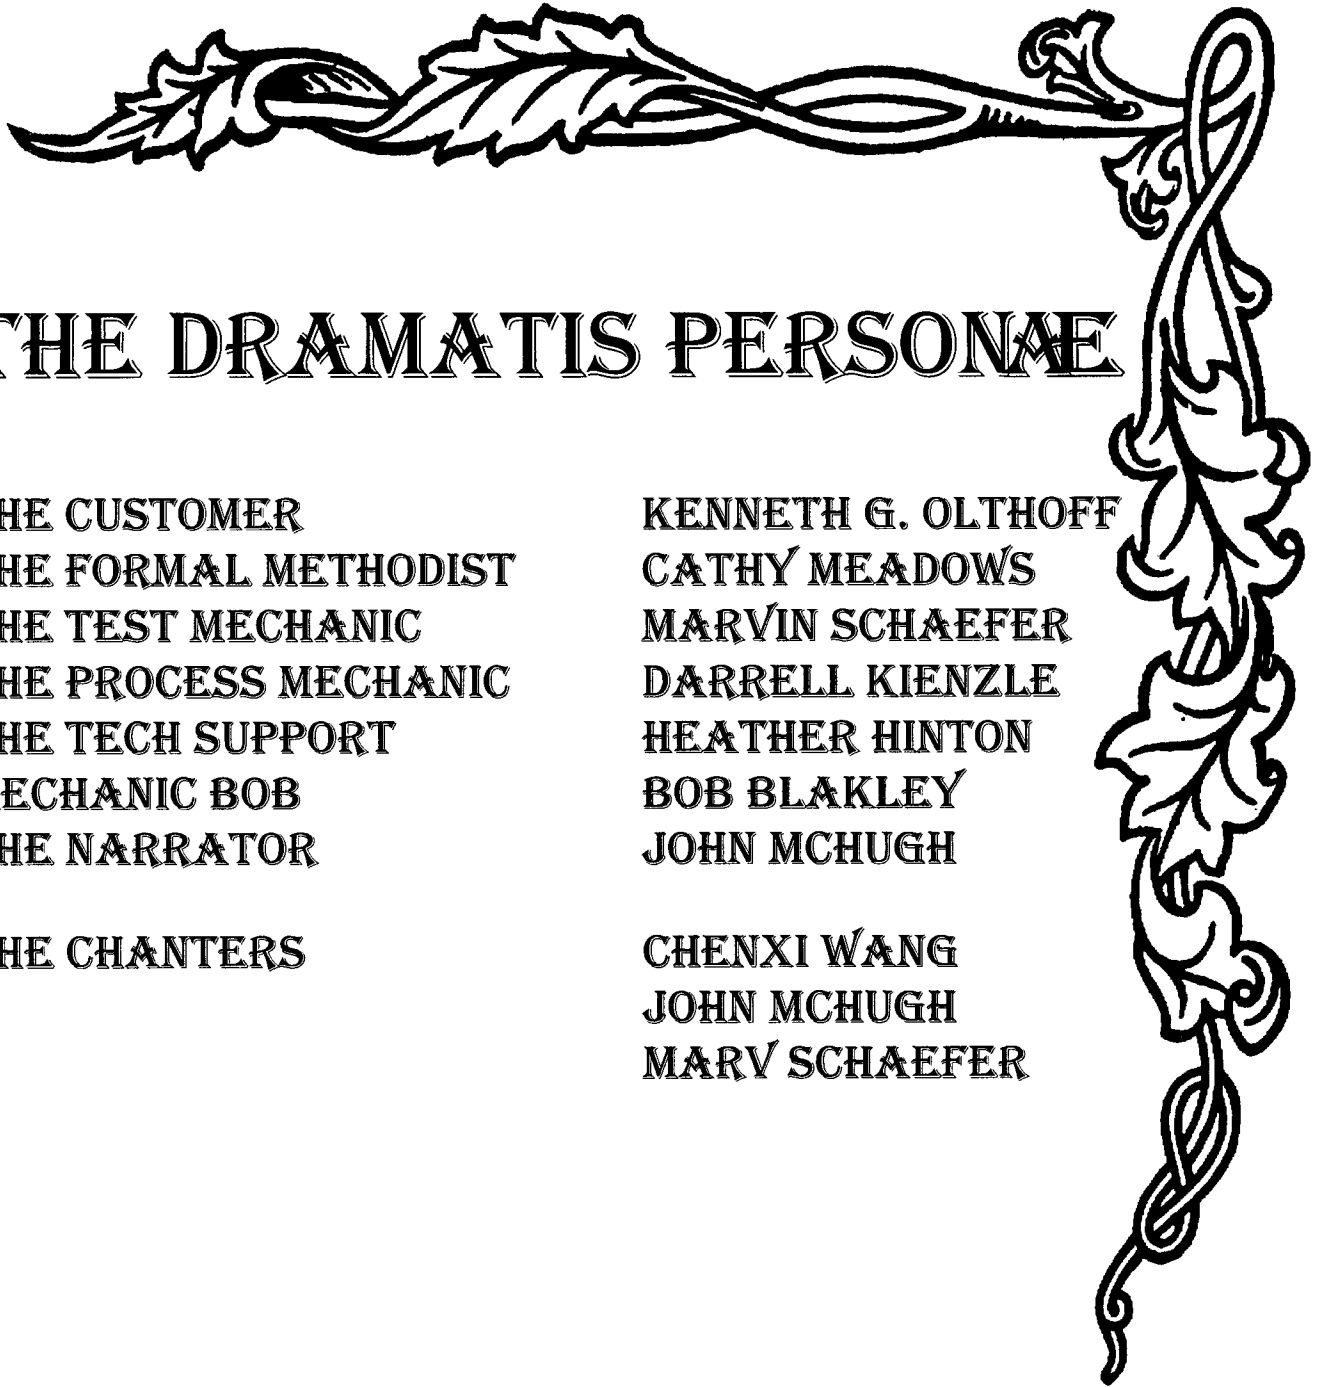 THE DRAMATIS PERSONAE
HE CUSTOMER KENNETH G. OLTHOFF
HE FORMAL METHODIST CATHY MEADOWS
HE TEST MECHANIC MARVIN SCHAEFER
HE PROCESS MECHANIC DARRELL KIENZLE
HE TECH SUPPORT HEATHER HINTON
ECHANIC BOB BOB BLAKLEY
HE NARRATOR JOHN MCHUGH
HE CHANTERS CHENXI WANG
JOHN MCHUGH
MARV SCHAEFER